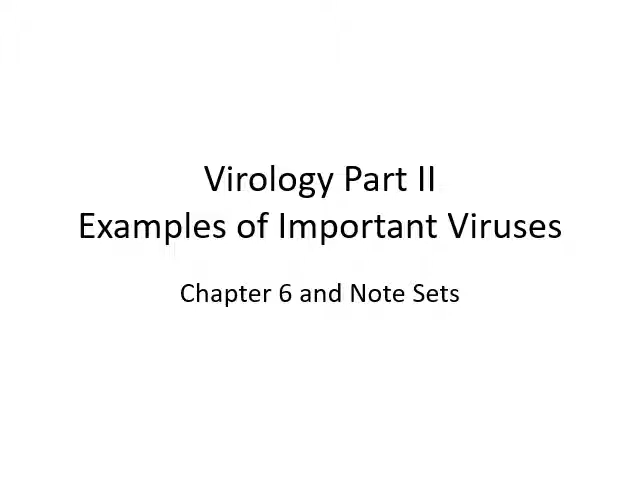 Virology Part II
Examples of Important Viruses
Chapter 6 and Note Sets